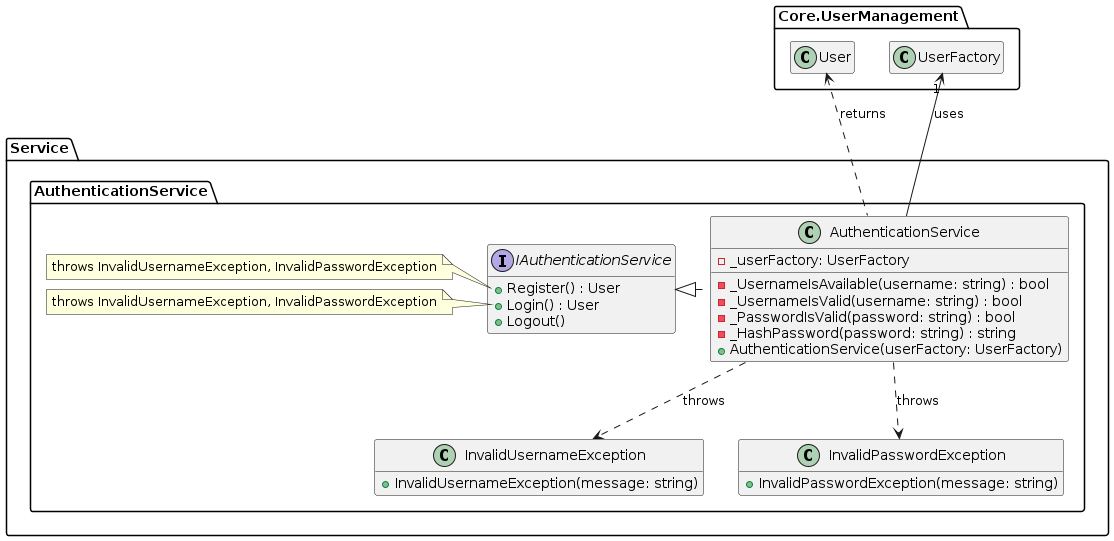 Core.UserManagement
C User
C UserFactory
1
returns
uses
Service
AuthenticationService
C AuthenticationService
_userFactory: UserFactory
_UsernameIsAvailable(username: string) : bool
_UsernameIsValid(username: string) : bool
_PasswordIsValid(password: string) : bool
_HashPassword(password: string) : string
AuthenticationService(userFactory: UserFactory)
I IAuthenticationService
Register() : User
Login() : User
Logout()
throws InvalidUsernameException, InvalidPasswordException
throws InvalidUsernameException, InvalidPasswordException
throws
throws
C InvalidUsernameException
InvalidUsernameException(message: string)
C InvalidPasswordException
InvalidPasswordException(message: string)